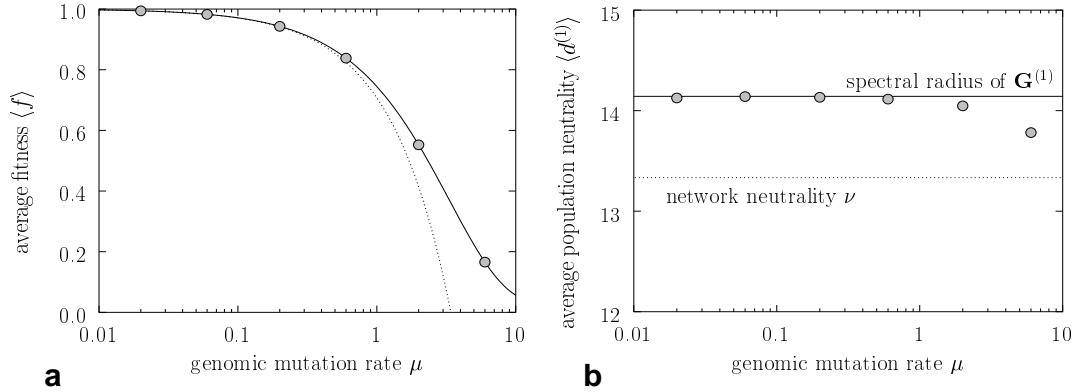 average fitness ⟨f⟩
1.0
0.8
0.6
0.4
0.2
0.0
0.01
0.1
1
10
genomic mutation rate μ
a
average population neutrality ⟨d⁽¹⁾⟩
15
14
13
12
spectral radius of G⁽¹⁾
network neutrality ν
0.01
0.1
1
10
genomic mutation rate μ
b